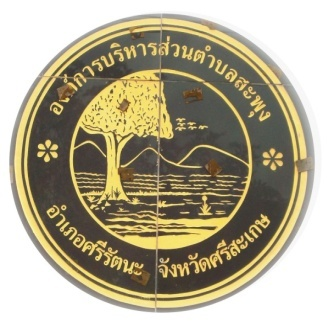 องค์การบริหารส่วนตำบลสะพุง
อำเภอศรีรัตนะ จังหวัดศรีสะเกษ